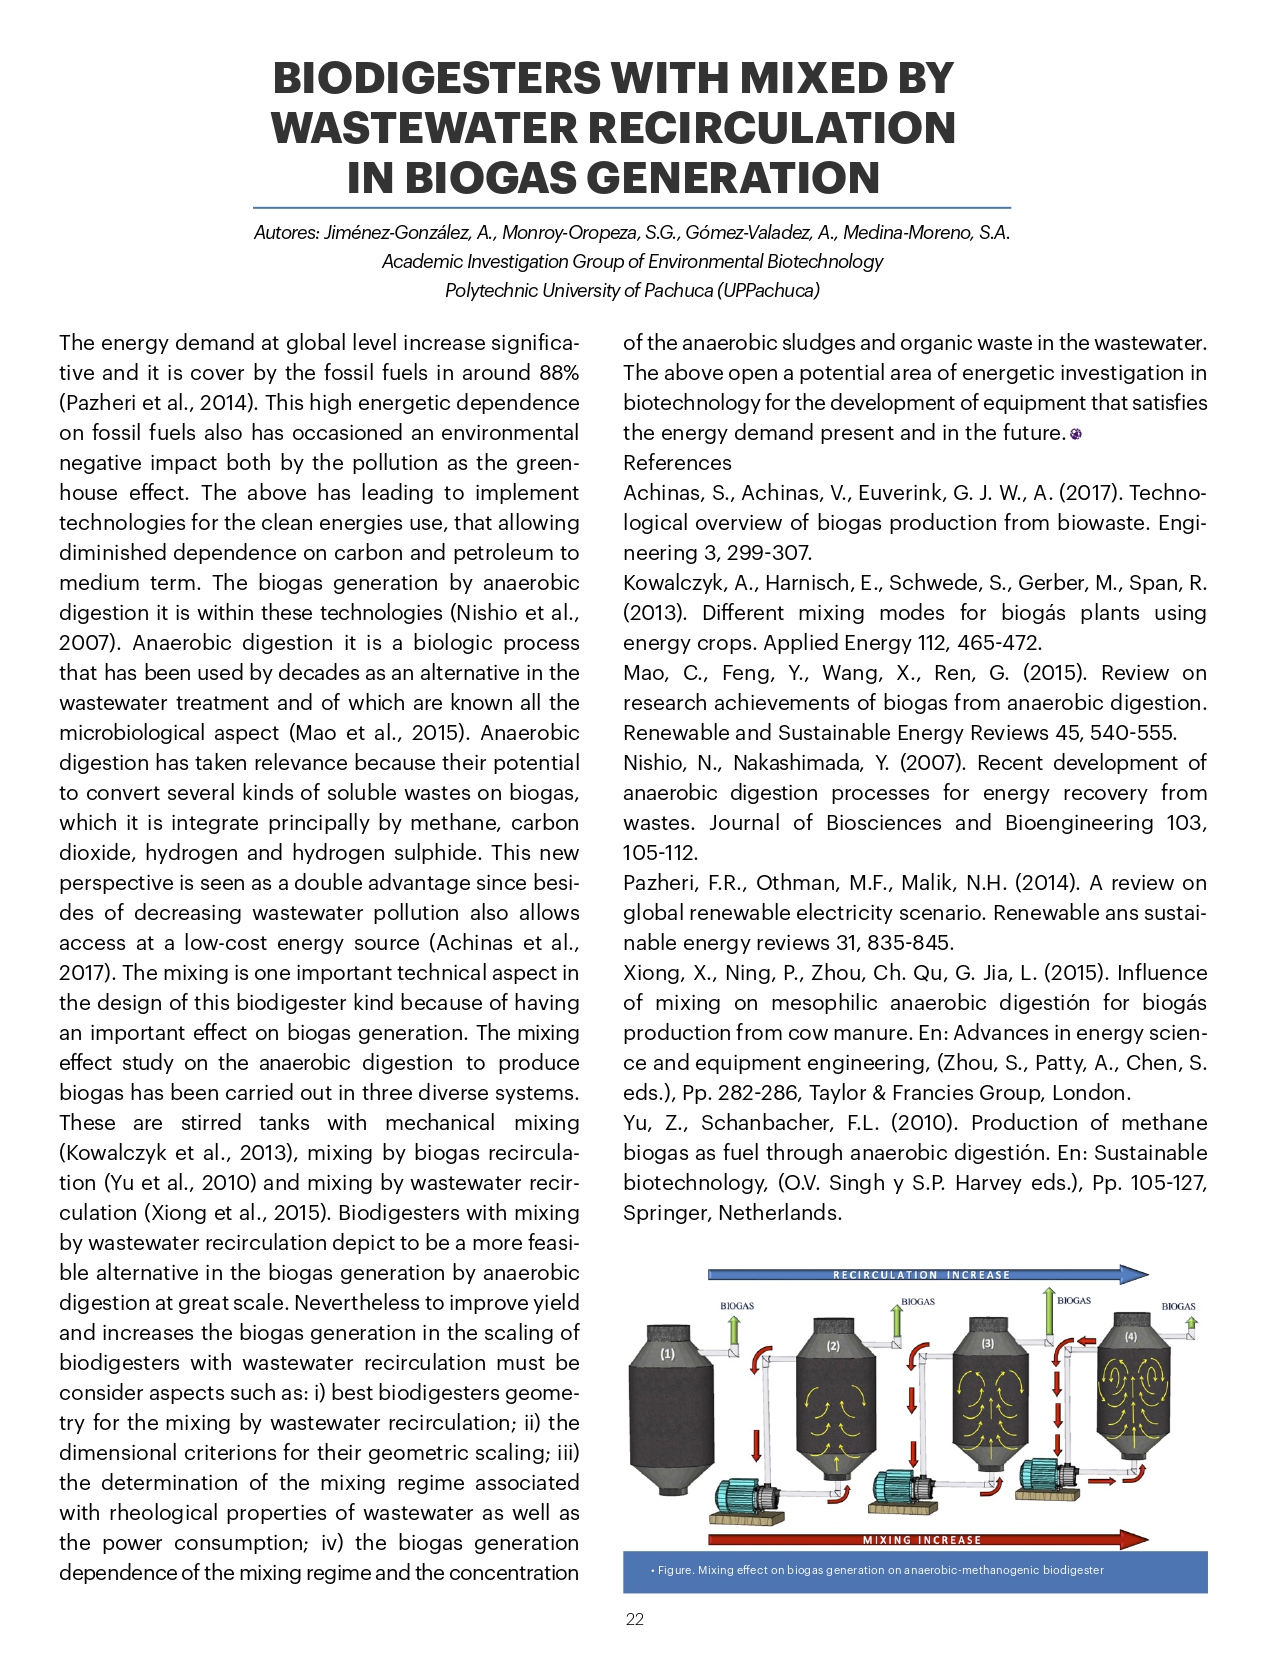 BIODIGESTERS WITH MIXED BY
WASTEWATER RECIRCULATION
IN BIOGAS GENERATION
Autores: Jiménez-González, A., Monroy-Oropeza, S.G., Gómez-Valadez, A., Medina-Moreno, S.A.
Academic Investigation Group of Environmental Biotechnology
Polytechnic University of Pachuca (UPPachuca)
The energy demand at global level increase significa-
tive and it is cover by the fossil fuels in around 88%
(Pazheri et al., 2014). This high energetic dependence
on fossil fuels also has occasioned an environmental
negative impact both by the pollution as the green-
house effect. The above has leading to implement
technologies for the clean energies use, that allowing
diminished dependence on carbon and petroleum to
medium term. The biogas generation by anaerobic
digestion it is within these technologies (Nishio et al.,
2007). Anaerobic digestion it is a biologic process
that has been used by decades as an alternative in the
wastewater treatment and of which are known all the
microbiological aspect (Mao et al., 2015). Anaerobic
digestion has taken relevance because their potential
to convert several kinds of soluble wastes on biogas,
which it is integrate principally by methane, carbon
dioxide, hydrogen and hydrogen sulphide. This new
perspective is seen as a double advantage since besi-
des of decreasing wastewater pollution also allows
access at a low-cost energy source (Achinas et al.,
2017). The mixing is one important technical aspect in
the design of this biodigester kind because of having
an important effect on biogas generation. The mixing
effect study on the anaerobic digestion to produce
biogas has been carried out in three diverse systems.
These are stirred tanks with mechanical mixing
(Kowalczyk et al., 2013), mixing by biogas recircula-
tion (Yu et al., 2010) and mixing by wastewater recir-
culation (Xiong et al., 2015). Biodigesters with mixing
by wastewater recirculation depict to be a more feasi-
ble alternative in the biogas generation by anaerobic
digestion at great scale. Nevertheless to improve yield
and increases the biogas generation in the scaling of
biodigesters with wastewater recirculation must be
consider aspects such as: i) best biodigesters geome-
try for the mixing by wastewater recirculation; ii) the
dimensional criterions for their geometric scaling; iii)
the determination of the mixing regime associated
with rheological properties of wastewater as well as
the power consumption; iv) the biogas generation
dependence of the mixing regime and the concentration
of the anaerobic sludges and organic waste in the wastewater.
The above open a potential area of energetic investigation in
biotechnology for the development of equipment that satisfies
the energy demand present and in the future.
References
Achinas, S., Achinas, V., Euverink, G. J. W., A. (2017). Techno-
logical overview of biogas production from biowaste. Engi-
neering 3, 299-307.
Kowalczyk, A., Harnisch, E., Schwede, S., Gerber, M., Span, R.
(2013). Different mixing modes for biogás plants using
energy crops. Applied Energy 112, 465-472.
Mao, C., Feng, Y., Wang, X., Ren, G. (2015). Review on
research achievements of biogas from anaerobic digestion.
Renewable and Sustainable Energy Reviews 45, 540-555.
Nishio, N., Nakashimada, Y. (2007). Recent development of
anaerobic digestion processes for energy recovery from
wastes. Journal of Biosciences and Bioengineering 103,
105-112.
Pazheri, F.R., Othman, M.F., Malik, N.H. (2014). A review on
global renewable electricity scenario. Renewable ans sustai-
nable energy reviews 31, 835-845.
Xiong, X., Ning, P., Zhou, Ch. Qu, G. Jia, L. (2015). Influence
of mixing on mesophilic anaerobic digestión for biogás
production from cow manure. En: Advances in energy scien-
ce and equipment engineering, (Zhou, S., Patty, A., Chen, S.
eds.), Pp. 282-286, Taylor & Francies Group, London.
Yu, Z., Schanbacher, F.L. (2010). Production of methane
biogas as fuel through anaerobic digestión. En: Sustainable
biotechnology, (O.V. Singh y S.P. Harvey eds.), Pp. 105-127,
Springer, Netherlands.
RECIRCULATION INCREASE
BIOGAS
BIOGAS
BIOGAS
BIOGAS
(1)
(2)
(3)
(4)
MIXING INCREASE
• Figure. Mixing effect on biogas generation on anaerobic-methanogenic biodigester
22